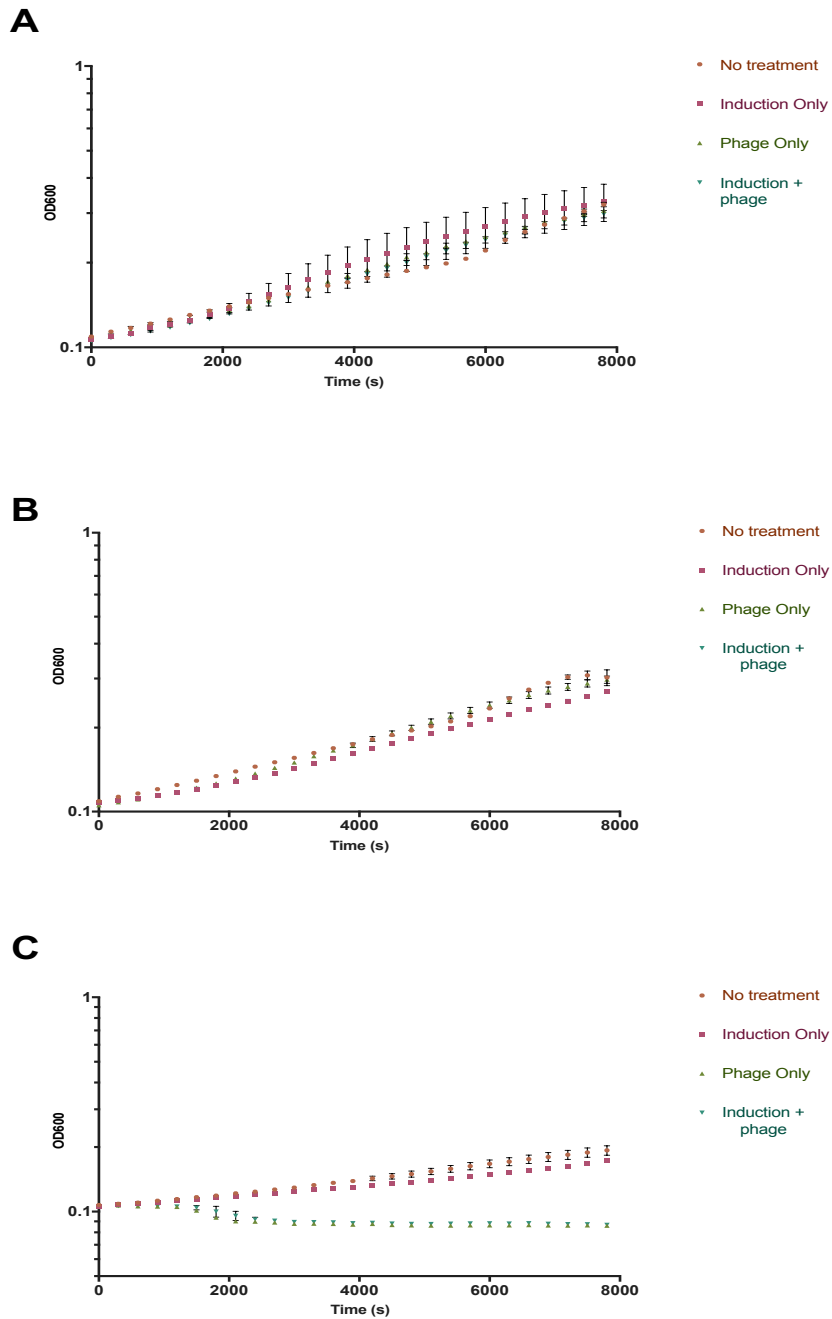 A
1
No treatment
Induction Only
Phage Only
Induction +
phage
OD600
0.1
0
2000
4000
6000
8000
Time (s)
B
1
No treatment
Induction Only
Phage Only
Induction +
phage
OD600
0.1
0
2000
4000
6000
8000
Time (s)
C
1
No treatment
Induction Only
Phage Only
Induction +
phage
OD600
0.1
0
2000
4000
6000
8000
Time (s)